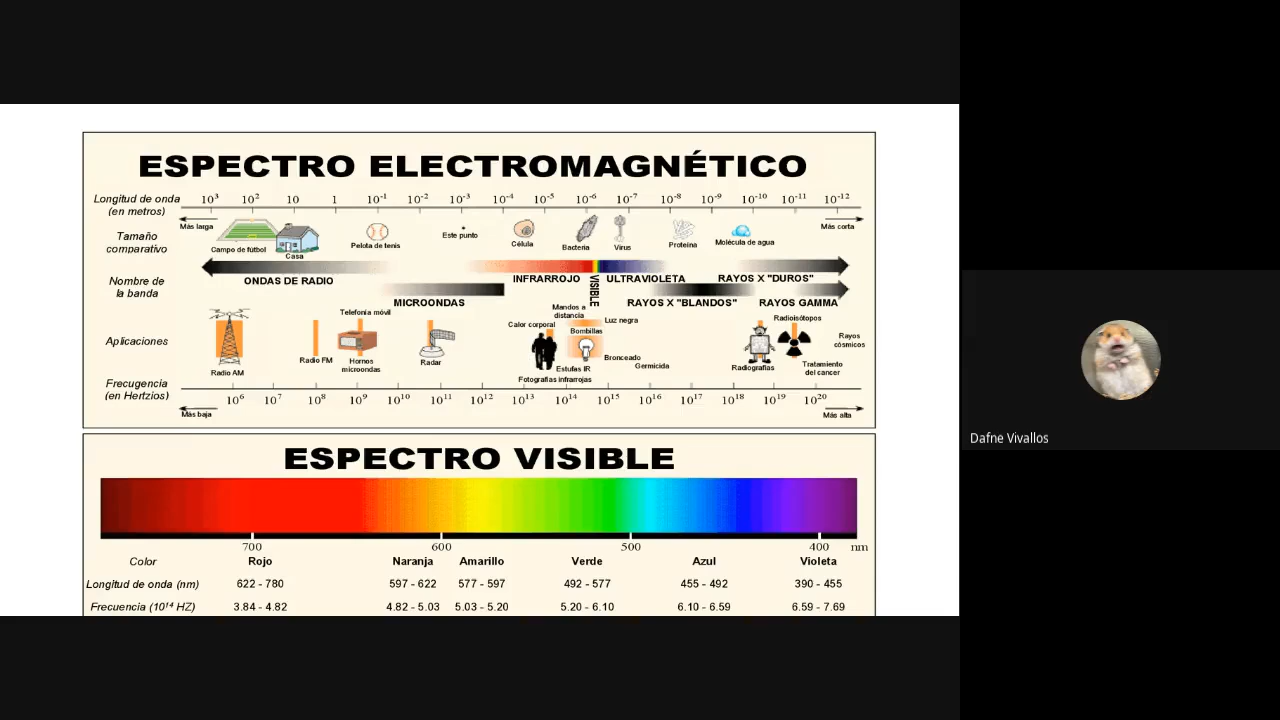 ESPECTRO ELECTROMAGNÉTICO
Longitud de onda
(en metros)
10³ 10² 10 1 10⁻¹ 10⁻² 10⁻³ 10⁻⁴ 10⁻⁵ 10⁻⁶ 10⁻⁷ 10⁻⁸ 10⁻⁹ 10⁻¹⁰ 10⁻¹¹ 10⁻¹²
Más larga
Más corta
Tamaño
comparativo
Campo de fútbol
Casa
Pelota de tenis
Este punto
Célula
Bacteria
Virus
Proteína
Molécula de agua
Nombre de
la banda
ONDAS DE RADIO
MICROONDAS
INFRARROJO
VISIBLE
ULTRAVIOLETA
RAYOS X "DUROS"
RAYOS X "BLANDOS"
RAYOS GAMMA
Aplicaciones
Radio AM
Radio FM
Telefonía móvil
Hornos
microondas
Radar
Calor corporal
Mandos a
distancia
Bombillas
Luz negra
Estufas IR
Fotografías infrarrojas
Bronceado
Germicida
Radiografías
Radioisótopos
Tratamiento
del cancer
Rayos
cósmicos
Frecugencia
(en Hertzios)
10⁶ 10⁷ 10⁸ 10⁹ 10¹⁰ 10¹¹ 10¹² 10¹³ 10¹⁴ 10¹⁵ 10¹⁶ 10¹⁷ 10¹⁸ 10¹⁹ 10²⁰
Más baja
Más alta
ESPECTRO VISIBLE
700 600 500 400 nm
Color Rojo Naranja Amarillo Verde Azul Violeta
Longitud de onda (nm) 622 - 780 597 - 622 577 - 597 492 - 577 455 - 492 390 - 455
Frecuencia (10¹⁴ HZ) 3.84 - 4.82 4.82 - 5.03 5.03 - 5.20 5.20 - 6.10 6.10 - 6.59 6.59 - 7.69
Dafne Vivallos